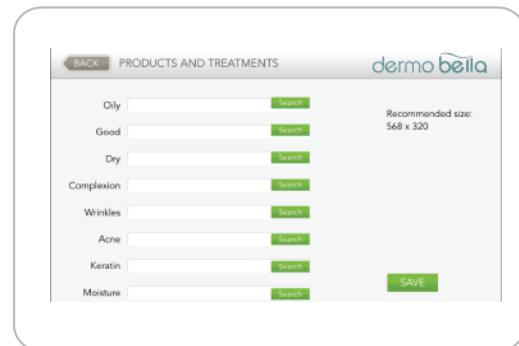 BACK PRODUCTS AND TREATMENTS
dermo bella
Oily Search
Recommended size:
568 x 320
Good Search
Dry Search
Complexion Search
Wrinkles Search
Acne Search
Keratin Search
SAVE
Moisture Search